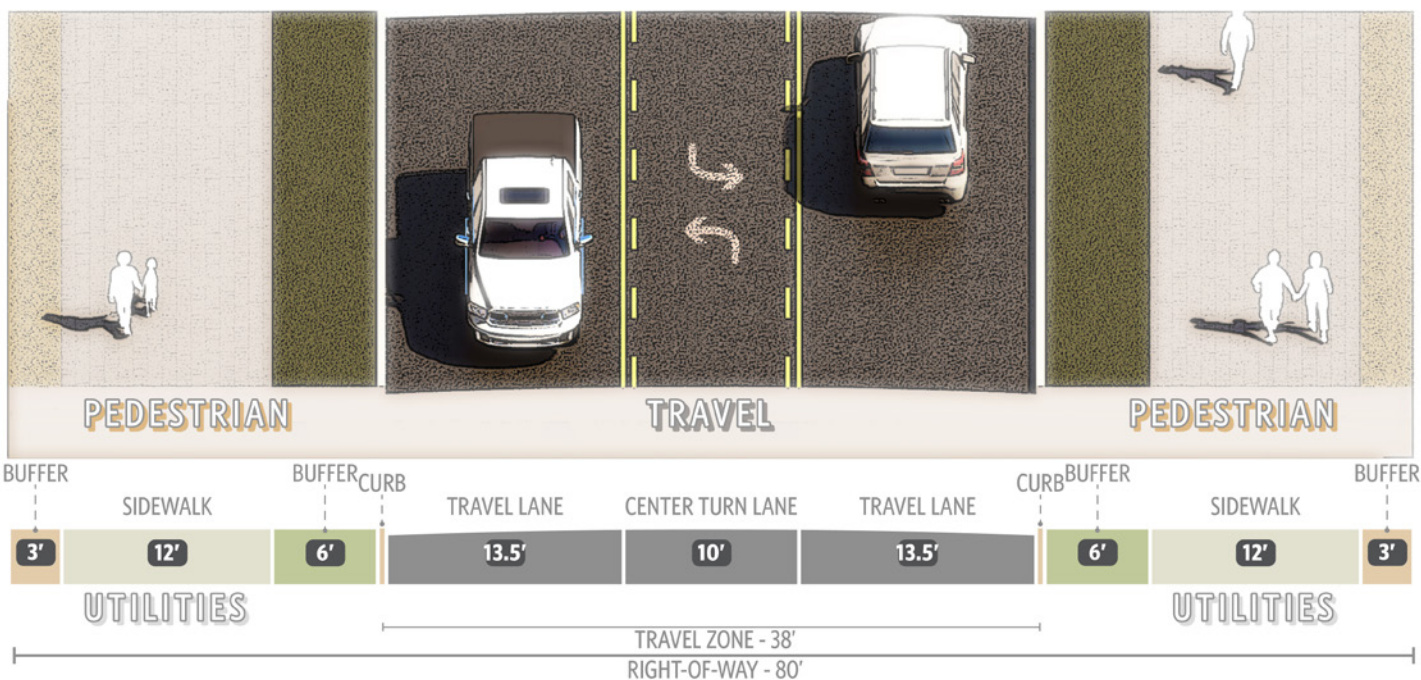 PEDESTRIAN
TRAVEL
PEDESTRIAN
BUFFER
SIDEWALK
BUFFER
CURB
TRAVEL LANE
CENTER TURN LANE
TRAVEL LANE
CURB
BUFFER
SIDEWALK
BUFFER
3'
12'
6'
13.5'
10'
13.5'
6'
12'
3'
UTILITIES
UTILITIES
TRAVEL ZONE - 38'
RIGHT-OF-WAY - 80'